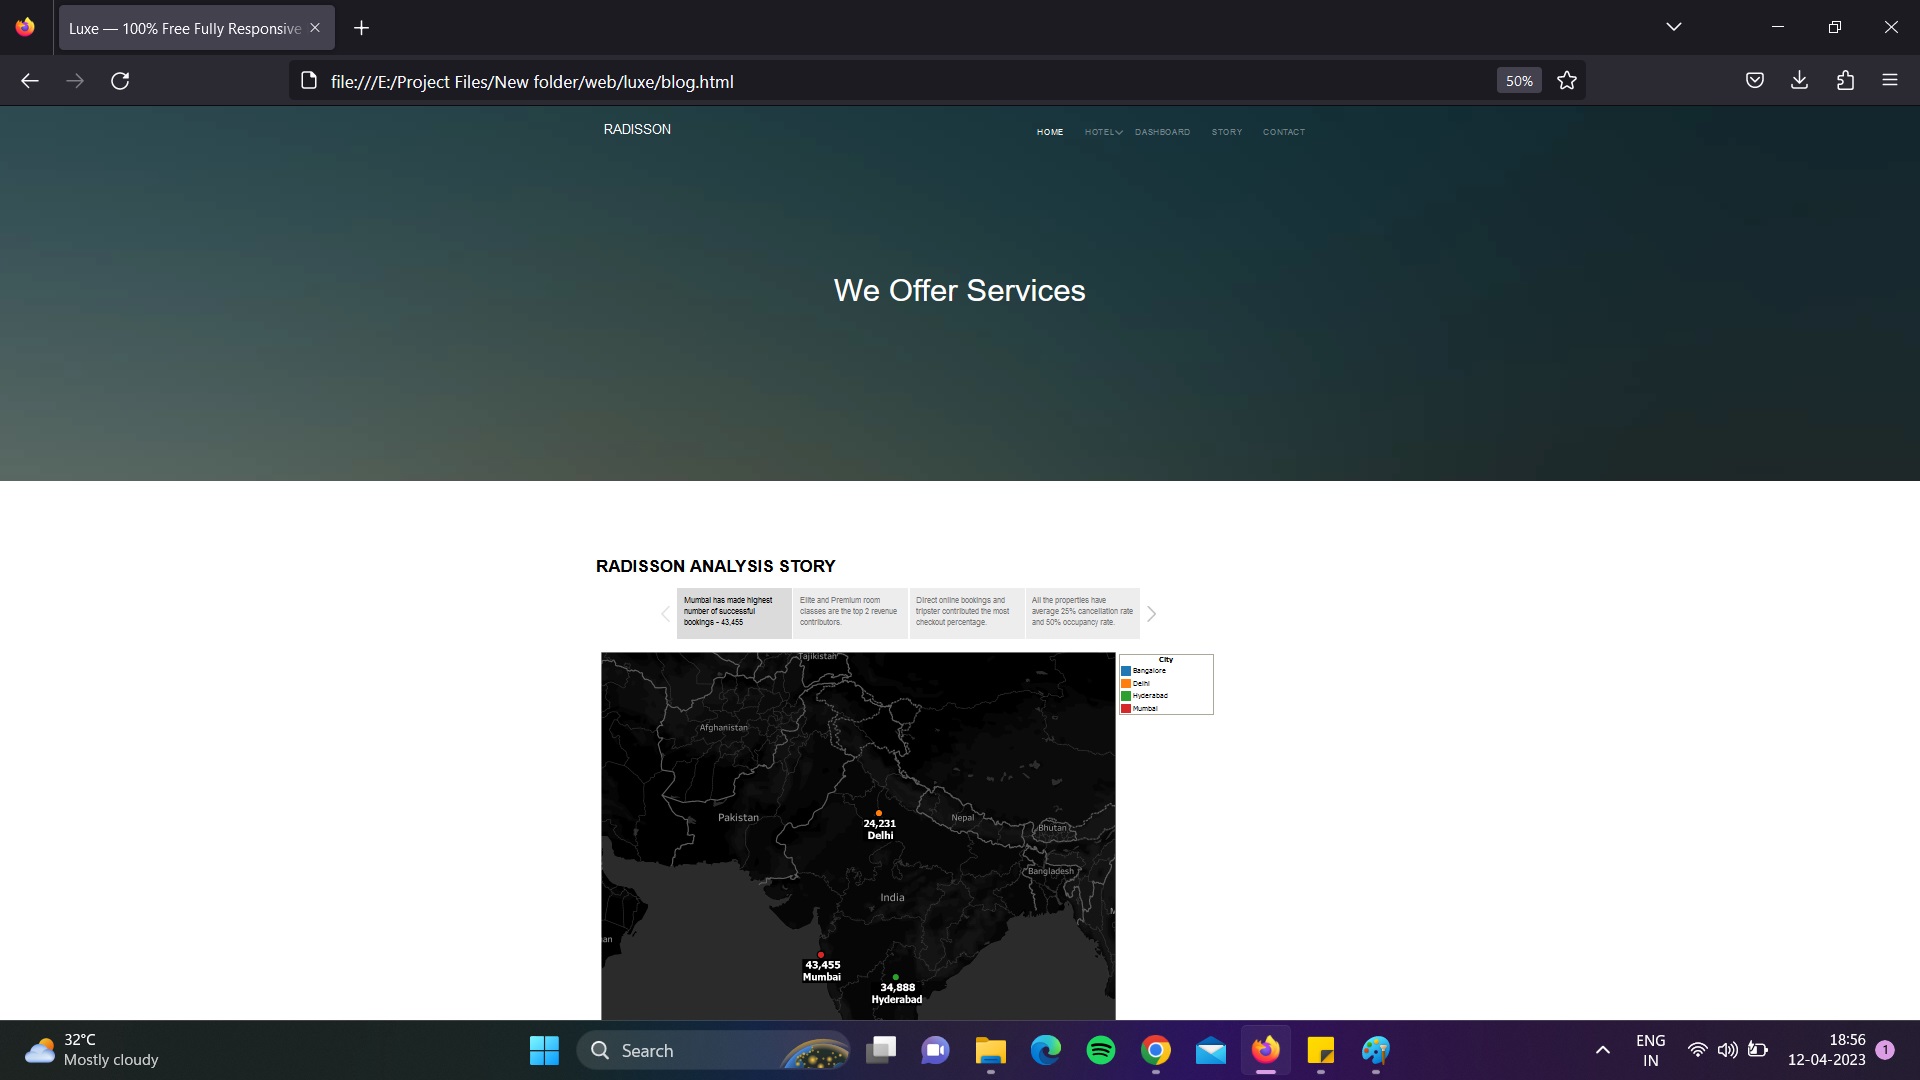 Luxe — 100% Free Fully Responsive
file:///E:/Project Files/New folder/web/luxe/blog.html
50%
RADISSON
HOME HOTEL DASHBOARD STORY CONTACT
We Offer Services
RADISSON ANALYSIS STORY
Mumbai has made highest
number of successful
bookings - 43,455
Elite and Premium room
classes are the top 2 revenue
contributors.
Direct online bookings and
tripster contributed the most
checkout percentage.
All the properties have
average 25% cancellation rate
and 50% occupancy rate.
City
Bangalore
Delhi
Hyderabad
Mumbai
Tajikistan
Afghanistan
Pakistan
24,231
Delhi
Nepal
Bhutan
Bangladesh
India
M
an
43,455
Mumbai
34,888
Hyderabad
32°C
Mostly cloudy
Search
ENG
IN
18:56
12-04-2023
1